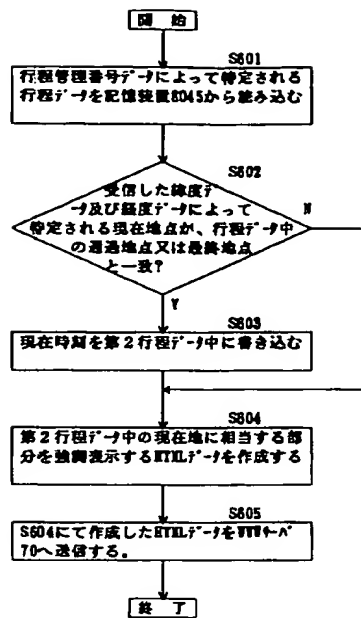 開 始
S601
行程管理番号データによって特定される
行程データを記憶装置8045から読み込む
S602
受信した緯度デ
ータ及び経度データによって
特定される現在地点が、行程データ中
の通過地点又は最終地点
と一致?
N
Y
S603
現在時刻を第2行程データ中に書き込む
S604
第2行程データ中の現在地に相当する部
分を強調表示するHTMLデータを作成する
S605
S604にて作成したHTMLデータをWWWサーバ
70へ送信する。
終 了